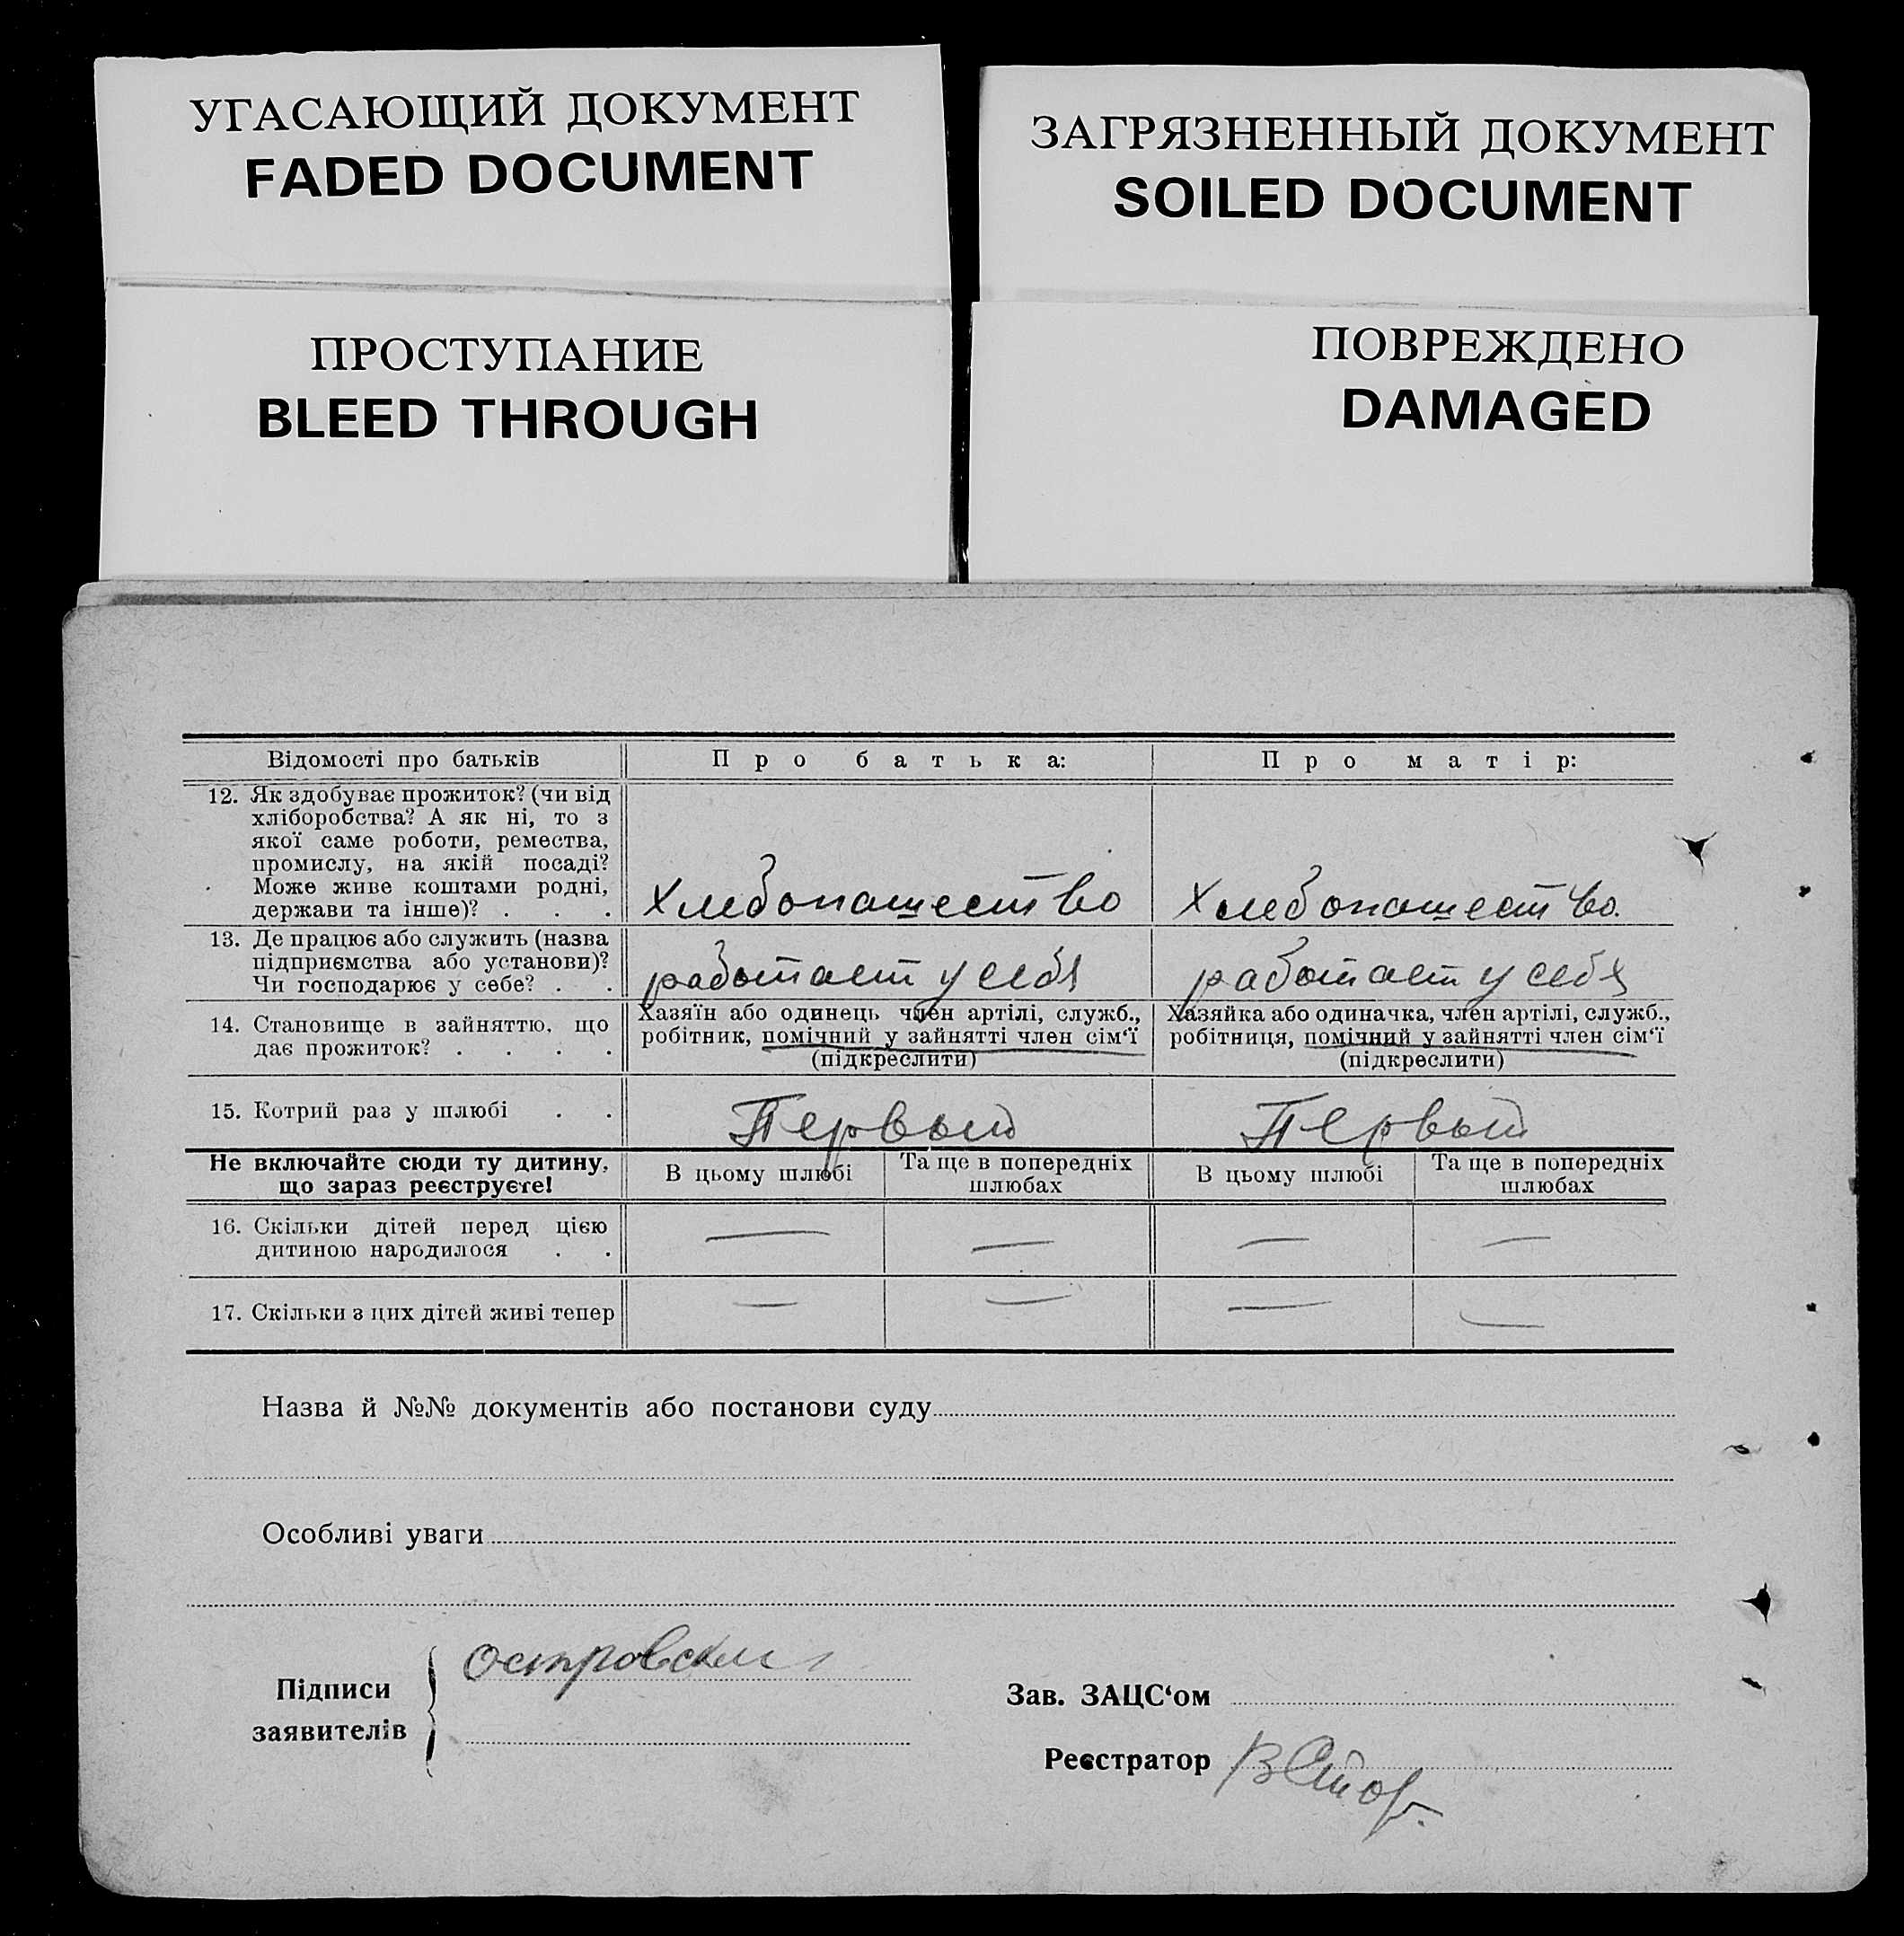 УГАСАЮЩИЙ ДОКУМЕНТ
FADED DOCUMENT
ЗАГРЯЗНЕННЫЙ ДОКУМЕНТ
SOILED DOCUMENT
ПРОСТУПАНИЕ
BLEED THROUGH
ПОВРЕЖДЕНО
DAMAGED
Відомості про батьків
Про батька:
Про матір:
12. Як здобуває прожиток? (чи від
хліборобства? А як ні, то з
якої саме роботи, ремества,
промислу, на якій посаді?
Може живе коштами родні,
держави та інше)? . . .
Хлебопашество
Хлебопашество.
13. Де працює або служить (назва
підприємства або установи)?
Чи господарює у себе? . .
работает у себя
работает у себя
14. Становище в зайняттю, що
дає прожиток? . . . .
Хазяїн або одинець член артілі, служб.,
робітник, помічний у зайнятті член сім‘ї
(підкреслити)
Хазяйка або одиначка, член артілі, служб.,
робітниця, помічний у зайнятті член сім‘ї
(підкреслити)
15. Котрий раз у шлюбі . .
Первый
Первый
Не включайте сюди ту дитину,
що зараз реєструєте!
В цьому шлюбі
Та ще в попередніх
шлюбах
В цьому шлюбі
Та ще в попередніх
шлюбах
16. Скільки дітей перед цією
дитиною народилося . .
— — — —
17. Скільки з цих дітей живі тепер
— — — —
Назва й №№ документів або постанови суду
Особливі уваги
Підписи
заявителів
Островский
Зав. ЗАЦС‘ом
Реєстратор